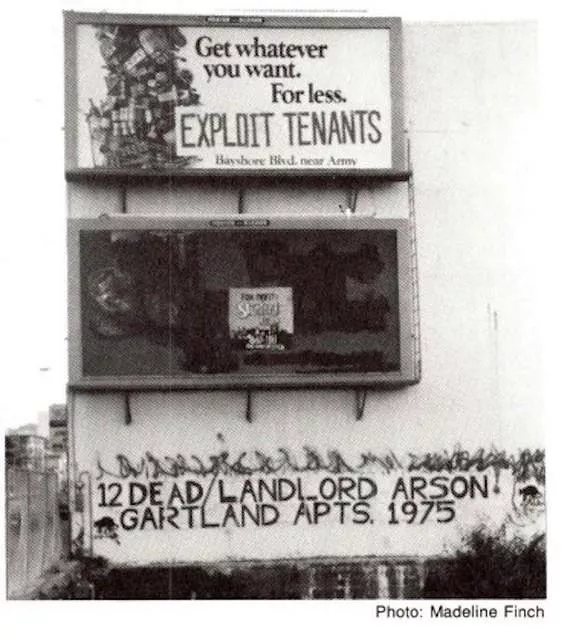 Get whatever
you want.
For less.
EXPLOIT TENANTS
Bayshore Blvd. near Army
12 DEAD/LANDLORD ARSON!
GARTLAND APTS. 1975
Photo: Madeline Finch